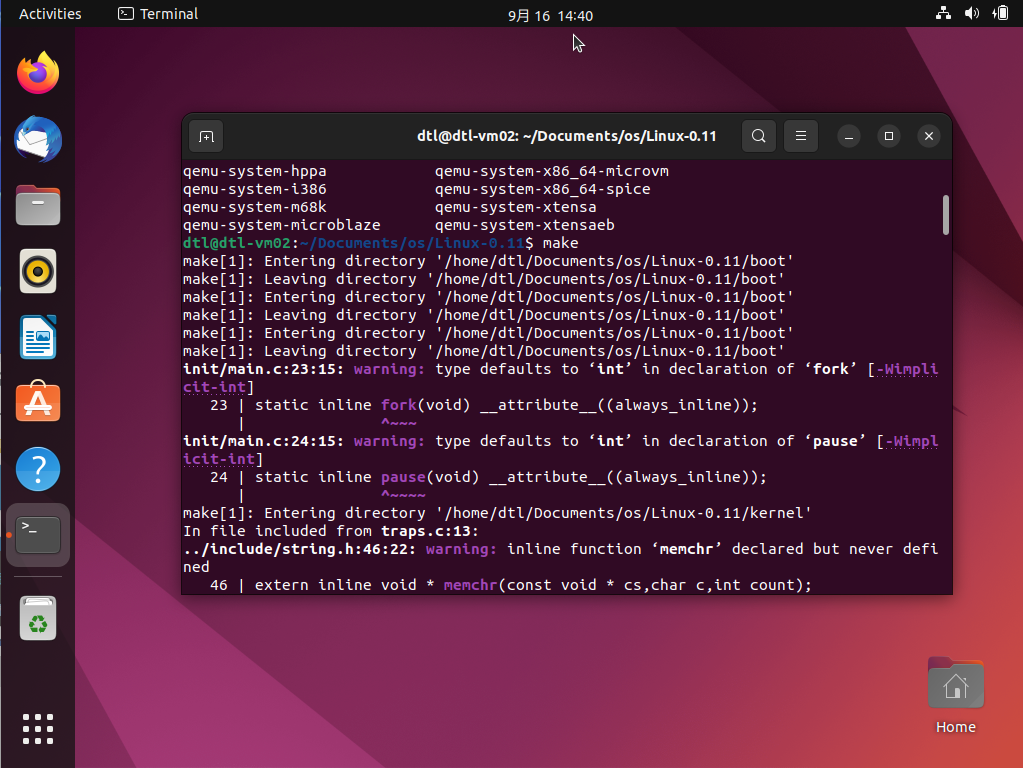 Activities Terminal 9月 16 14:40
dtl@dtl-vm02: ~/Documents/os/Linux-0.11
qemu-system-hppa qemu-system-x86_64-microvm
qemu-system-i386 qemu-system-x86_64-spice
qemu-system-m68k qemu-system-xtensa
qemu-system-microblaze qemu-system-xtensaeb
dtl@dtl-vm02:~/Documents/os/Linux-0.11$ make
make[1]: Entering directory '/home/dtl/Documents/os/Linux-0.11/boot'
make[1]: Leaving directory '/home/dtl/Documents/os/Linux-0.11/boot'
make[1]: Entering directory '/home/dtl/Documents/os/Linux-0.11/boot'
make[1]: Leaving directory '/home/dtl/Documents/os/Linux-0.11/boot'
make[1]: Entering directory '/home/dtl/Documents/os/Linux-0.11/boot'
make[1]: Leaving directory '/home/dtl/Documents/os/Linux-0.11/boot'
init/main.c:23:15: warning: type defaults to ‘int’ in declaration of ‘fork’ [-Wimpli
cit-int]
23 | static inline fork(void) __attribute__((always_inline));
| ^~~~
init/main.c:24:15: warning: type defaults to ‘int’ in declaration of ‘pause’ [-Wimpl
icit-int]
24 | static inline pause(void) __attribute__((always_inline));
| ^~~~~
make[1]: Entering directory '/home/dtl/Documents/os/Linux-0.11/kernel'
In file included from traps.c:13:
../include/string.h:46:22: warning: inline function ‘memchr’ declared but never defi
ned
46 | extern inline void * memchr(const void * cs,char c,int count);
Home